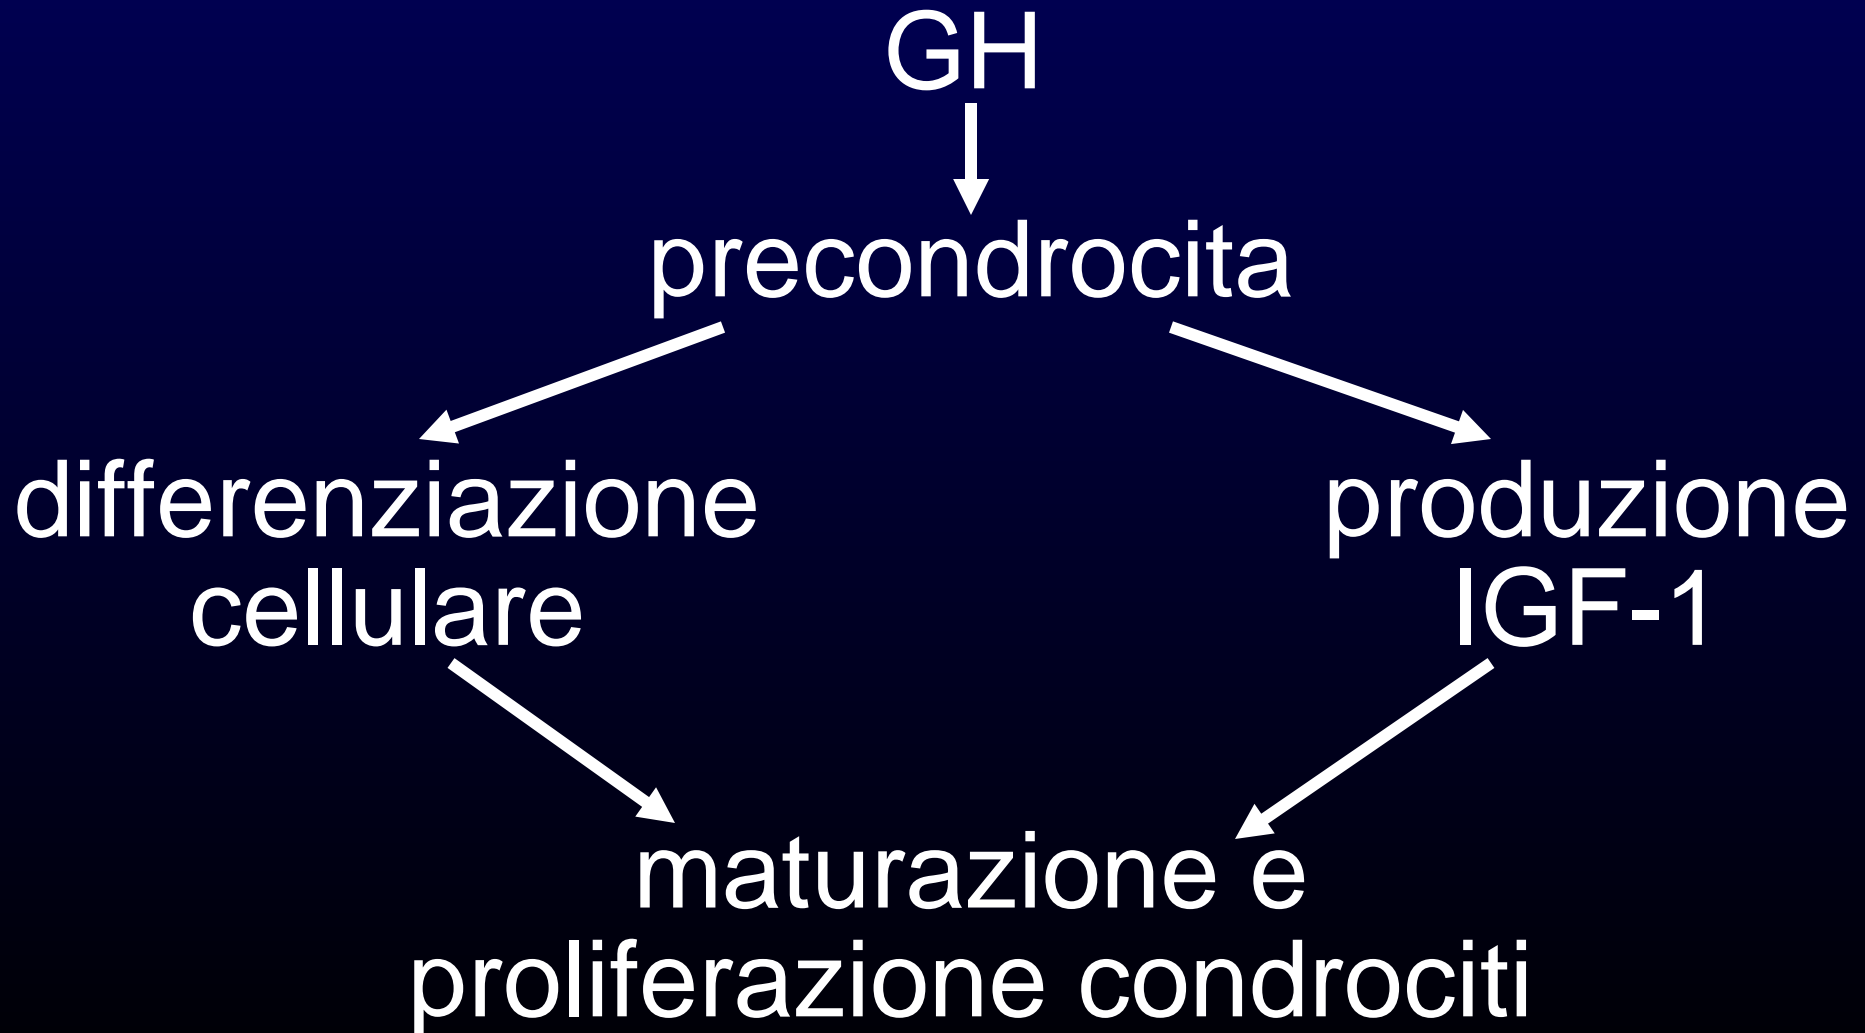 GH
precondrocita
differenziazione
cellulare
produzione
IGF-1
maturazione e
proliferazione condrociti